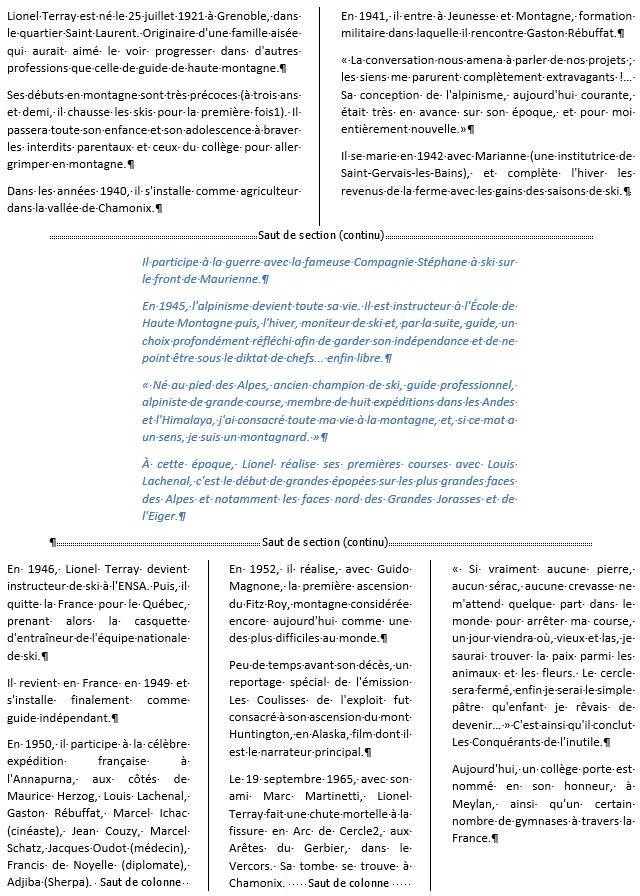 Lionel Terray est né le 25 juillet 1921 à Grenoble, dans
le quartier Saint Laurent. Originaire d'une famille aisée
qui aurait aimé le voir progresser dans d'autres
professions que celle de guide de haute montagne.¶
Ses débuts en montagne sont très précoces (à trois ans
et demi, il chausse les skis pour la première fois1). Il
passera toute son enfance et son adolescence à braver
les interdits parentaux et ceux du collège pour aller
grimper en montagne.¶
Dans les années 1940, il s'installe comme agriculteur
dans la vallée de Chamonix.¶
En 1941, il entre à Jeunesse et Montagne, formation
militaire dans laquelle il rencontre Gaston Rébuffat.¶
« La conversation nous amena à parler de nos projets ;
les siens me parurent complètement extravagants !...
Sa conception de l'alpinisme, aujourd'hui courante,
était très en avance sur son époque, et pour moi
entièrement nouvelle.»¶
Il se marie en 1942 avec Marianne (une institutrice de
Saint-Gervais-les-Bains), et complète l'hiver les
revenus de la ferme avec les gains des saisons de ski.¶
Saut de section (continu)
Il participe à la guerre avec la fameuse Compagnie Stéphane à ski sur
le front de Maurienne.¶
En 1945, l'alpinisme devient toute sa vie. Il est instructeur à l'École de
Haute Montagne puis, l'hiver, moniteur de ski et, par la suite, guide, un
choix profondément réfléchi afin de garder son indépendance et de ne
point être sous le diktat de chefs... enfin libre.¶
« Né au pied des Alpes, ancien champion de ski, guide professionnel,
alpiniste de grande course, membre de huit expéditions dans les Andes
et l'Himalaya, j'ai consacré toute ma vie à la montagne, et, si ce mot a
un sens, je suis un montagnard. »¶
À cette époque, Lionel réalise ses premières courses avec Louis
Lachenal, c'est le début de grandes épopées sur les plus grandes faces
des Alpes et notamment les faces nord des Grandes Jorasses et de
l'Eiger.¶
¶Saut de section (continu)
En 1946, Lionel Terray devient
instructeur de ski à l'ENSA. Puis, il
quitte la France pour le Québec,
prenant alors la casquette
d'entraîneur de l'équipe nationale
de ski.¶
Il revient en France en 1949 et
s'installe finalement comme
guide indépendant.¶
En 1950, il participe à la célèbre
expédition française à
l'Annapurna, aux côtés de
Maurice Herzog, Louis Lachenal,
Gaston Rébuffat, Marcel Ichac
(cinéaste), Jean Couzy, Marcel
Schatz, Jacques Oudot (médecin),
Francis de Noyelle (diplomate),
Adjiba (Sherpa). Saut de colonne
En 1952, il réalise, avec Guido
Magnone, la première ascension
du Fitz Roy, montagne considérée
encore aujourd'hui comme une
des plus difficiles au monde.¶
Peu de temps avant son décès, un
reportage spécial de l'émission
Les Coulisses de l'exploit fut
consacré à son ascension du mont
Huntington, en Alaska, film dont il
est le narrateur principal.¶
Le 19 septembre 1965, avec son
ami Marc Martinetti, Lionel
Terray fait une chute mortelle à la
fissure en Arc de Cercle2, aux
Arêtes du Gerbier, dans le
Vercors. Sa tombe se trouve à
Chamonix. Saut de colonne
« Si vraiment aucune pierre,
aucun sérac, aucune crevasse ne
m'attend quelque part dans le
monde pour arrêter ma course,
un jour viendra où, vieux et las, je
saurai trouver la paix parmi les
animaux et les fleurs. Le cercle
sera fermé, enfin je serai le simple
pâtre qu'enfant je rêvais de
devenir... » C'est ainsi qu'il conclut
Les Conquérants de l'inutile.¶
Aujourd'hui, un collège porte est
nommé en son honneur, à
Meylan, ainsi qu'un certain
nombre de gymnases à travers la
France.¶